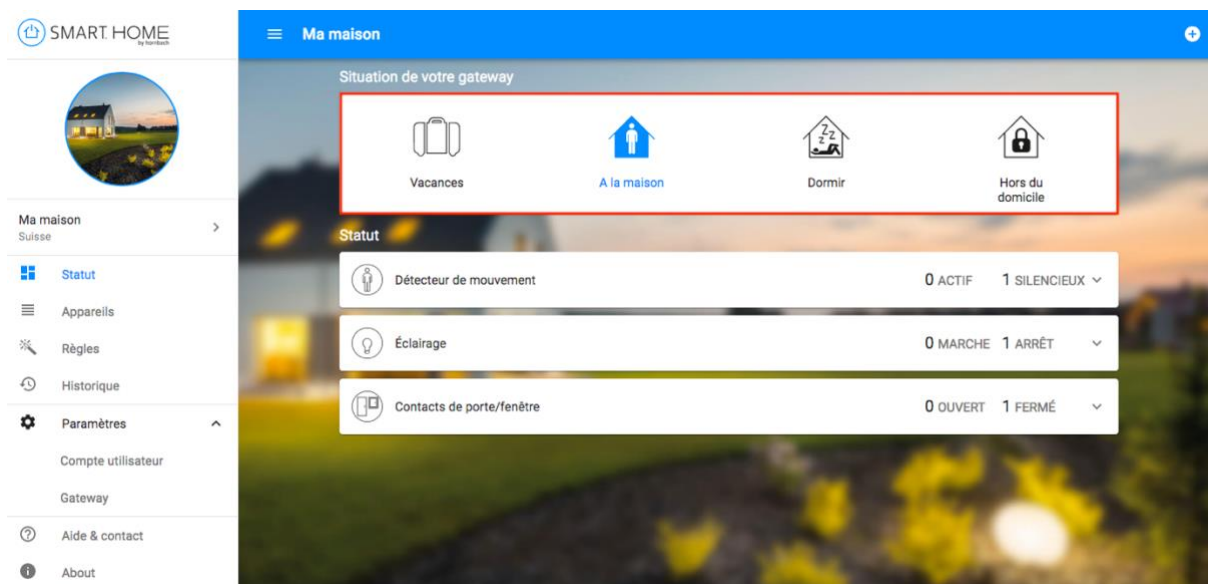 SMART HOME
by hornbach
Ma maison
Suisse
Statut
Appareils
Règles
Historique
Paramètres
Compte utilisateur
Gateway
Aide & contact
About
Ma maison
Situation de votre gateway
Vacances
A la maison
Dormir
Hors du
domicile
Statut
Détecteur de mouvement 0 ACTIF 1 SILENCIEUX
Éclairage 0 MARCHE 1 ARRÊT
Contacts de porte/fenêtre 0 OUVERT 1 FERMÉ